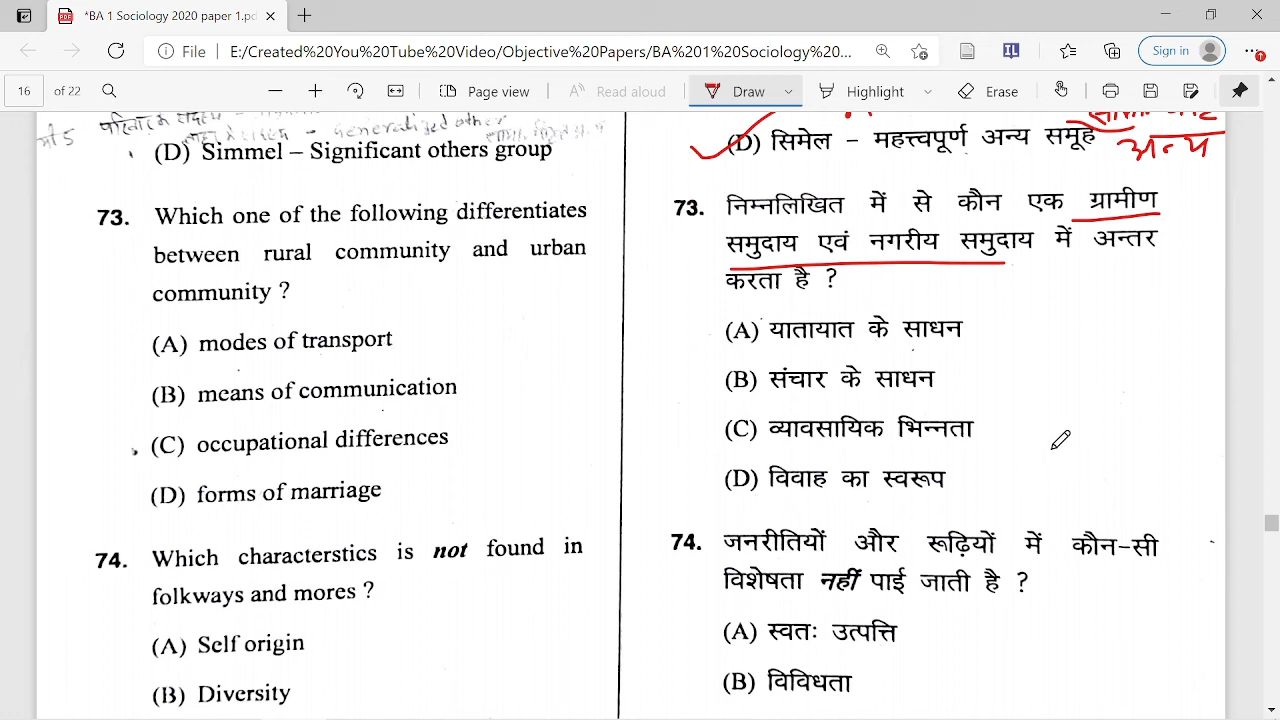 *BA 1 Sociology 2020 paper 1.pd
File E:/Created%20You%20Tube%20Video/Objective%20Papers/BA%201%20Sociology%20...
Sign in
16 of 22
Page view
Read aloud
Draw
Highlight
Erase
Generalized other
(D) Simmel – Significant others group
73. Which one of the following differentiates
between rural community and urban
community ?
(A) modes of transport
(B) means of communication
(C) occupational differences
(D) forms of marriage
74. Which characterstics is not found in
folkways and mores ?
(A) Self origin
(B) Diversity
(D) सिमेल – महत्त्वपूर्ण अन्य समूह
अन्य
73. निम्नलिखित में से कौन एक ग्रामीण
समुदाय एवं नगरीय समुदाय में अन्तर
करता है ?
(A) यातायात के साधन
(B) संचार के साधन
(C) व्यावसायिक भिन्नता
(D) विवाह का स्वरूप
74. जनरीतियों और रूढ़ियों में कौन-सी
विशेषता नहीं पाई जाती है ?
(A) स्वतः उत्पत्ति
(B) विविधता